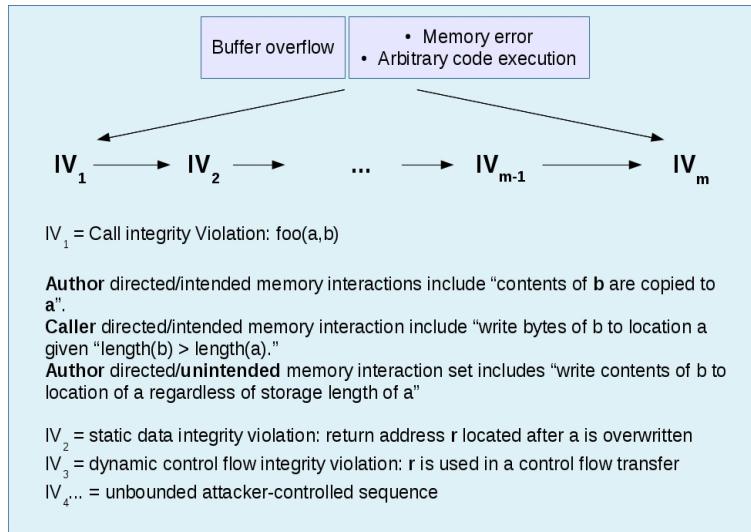 Buffer overflow
• Memory error
• Arbitrary code execution
IV1 IV2 ... IVm-1 IVm
IV1 = Call integrity Violation: foo(a,b)
Author directed/intended memory interactions include “contents of b are copied to
a”.
Caller directed/intended memory interaction include “write bytes of b to location a
given “length(b) > length(a).”
Author directed/unintended memory interaction set includes “write contents of b to
location of a regardless of storage length of a”
IV2 = static data integrity violation: return address r located after a is overwritten
IV3 = dynamic control flow integrity violation: r is used in a control flow transfer
IV4... = unbounded attacker-controlled sequence